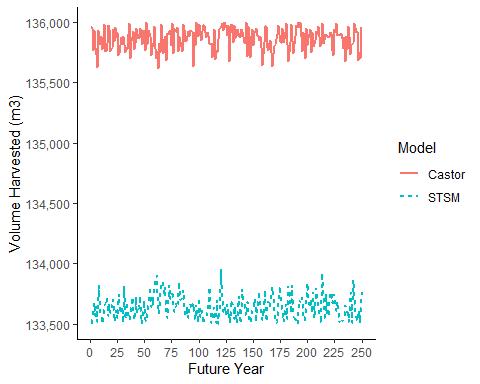 136,000
135,500
135,000
134,500
134,000
133,500
Volume Harvested (m3)
0 25 50 75 100 125 150 175 200 225 250
Future Year
Model
Castor
STSM